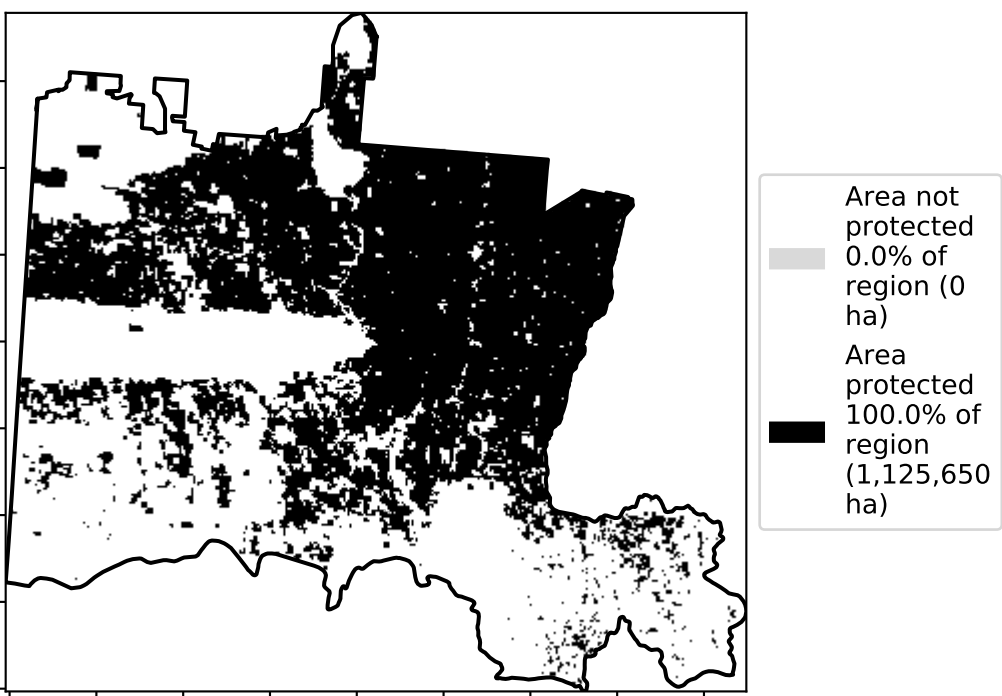 Area not
protected
0.0% of
region (0
ha)
Area
protected
100.0% of
region
(1,125,650
ha)